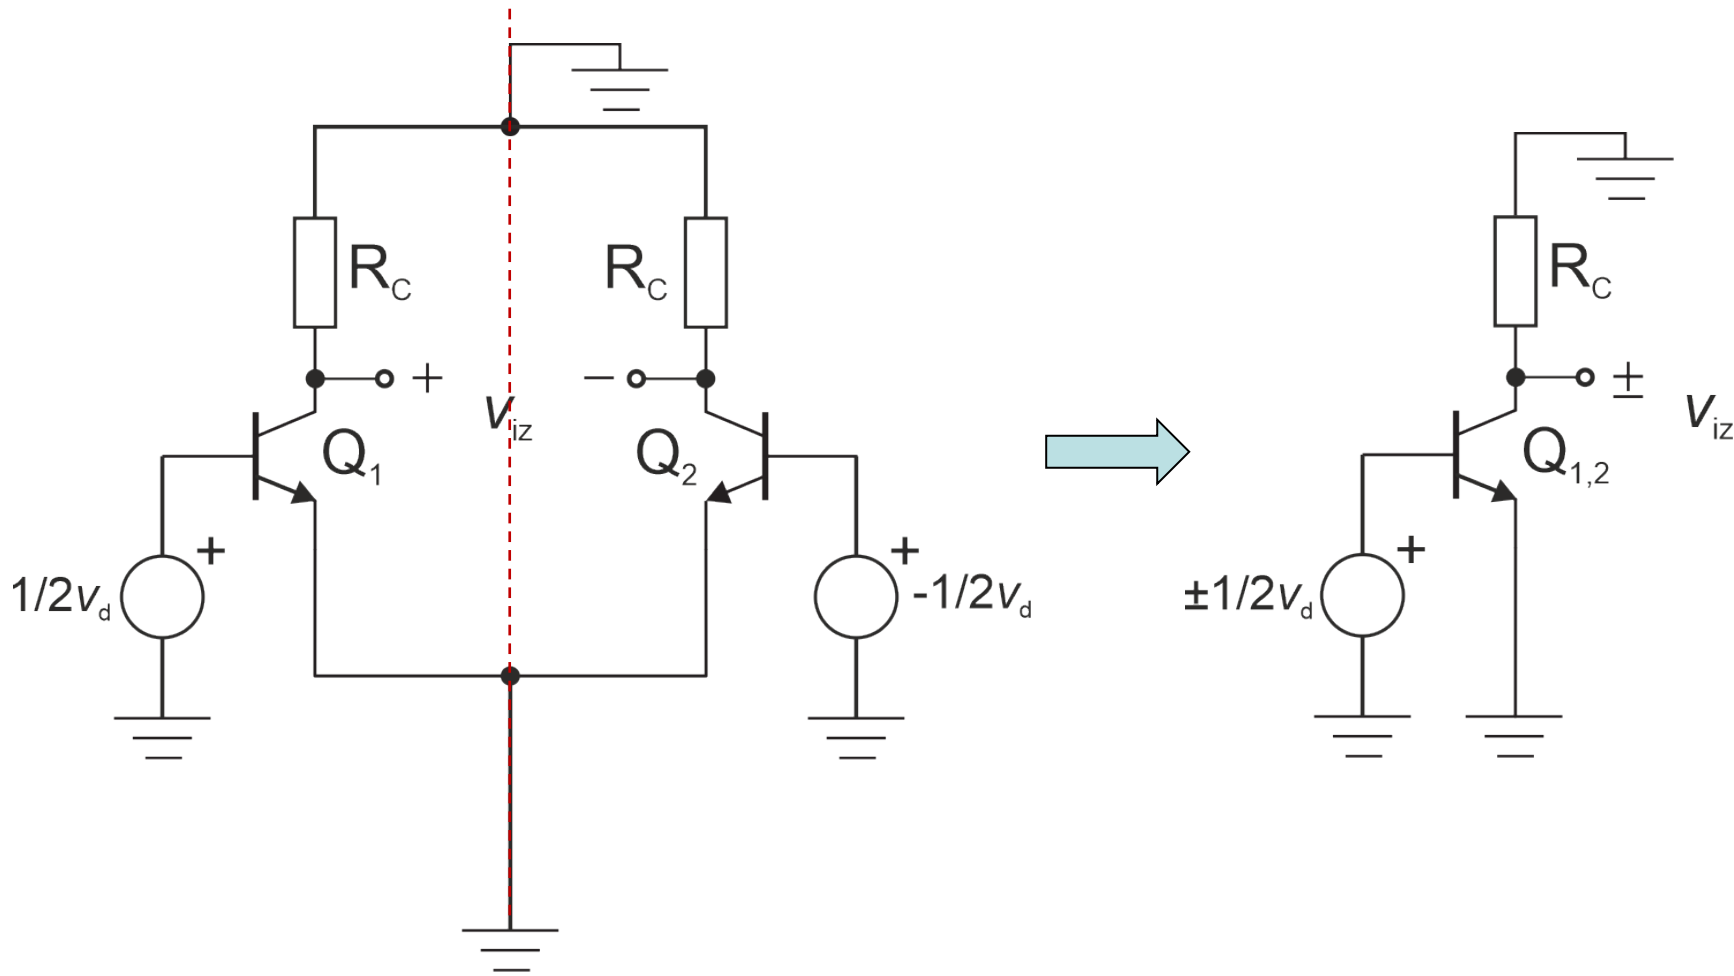 R_C
R_C
R_C
+
−
±
v_iz
v_iz
Q_1
Q_2
Q_1,2
+
+
+
1/2v_d
-1/2v_d
±1/2v_d